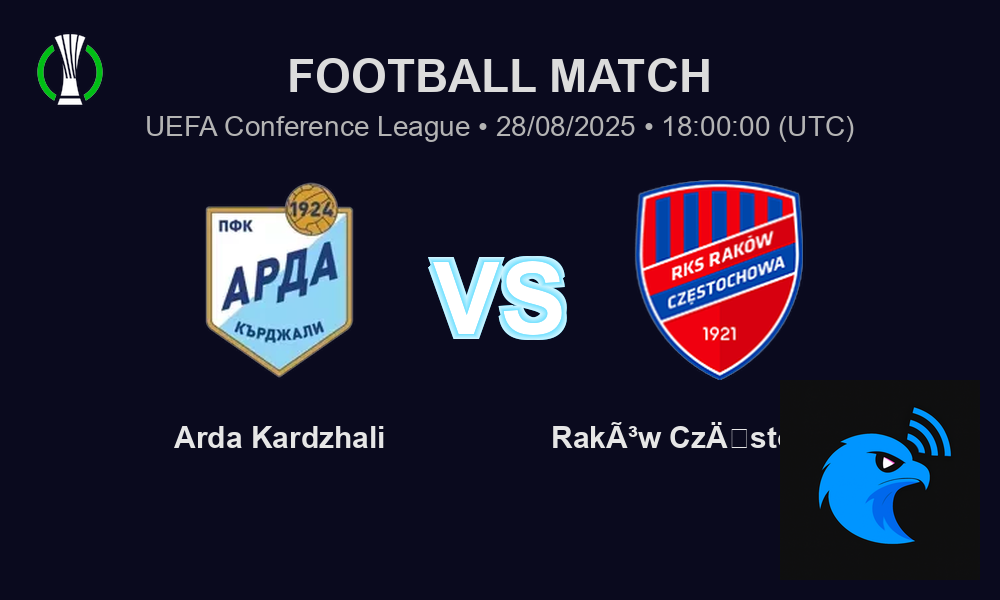 FOOTBALL MATCH
UEFA Conference League • 28/08/2025 • 18:00:00 (UTC)
1924
ПФК
АРДА
КЪРДЖАЛИ
VS
RKS RAKÓW
CZĘSTOCHOWA
1921
Arda Kardzhali
RakÃ³w